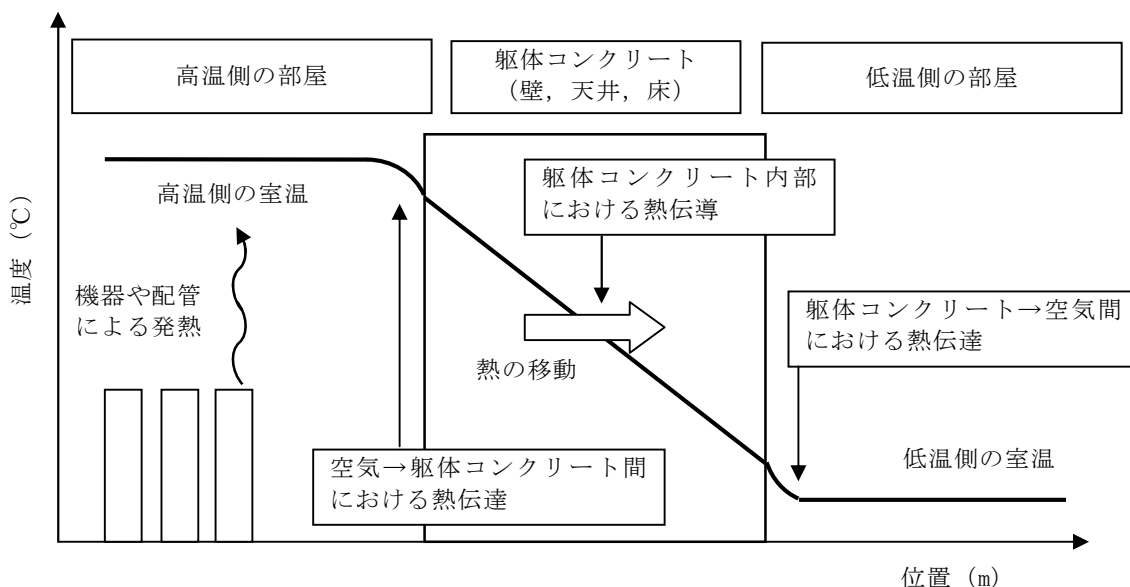 高温側の部屋
躯体コンクリート
（壁，天井，床）
低温側の部屋
躯体コンクリート内部
における熱伝導
高温側の室温
温度（℃）
機器や配管
による発熱
躯体コンクリート→空気間
における熱伝達
熱の移動
空気→躯体コンクリート間
における熱伝達
低温側の室温
位置（m）